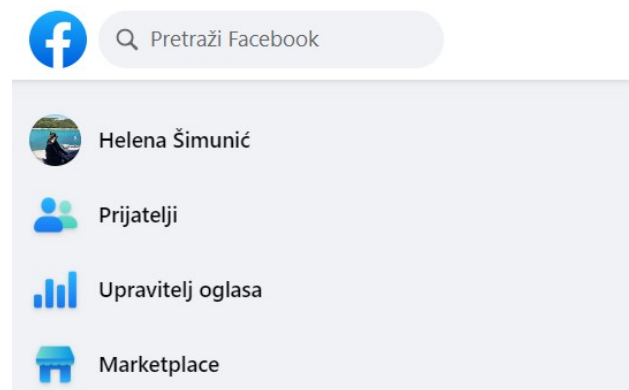 Pretraži Facebook
Helena Šimunić
Prijatelji
Upravitelj oglasa
Marketplace